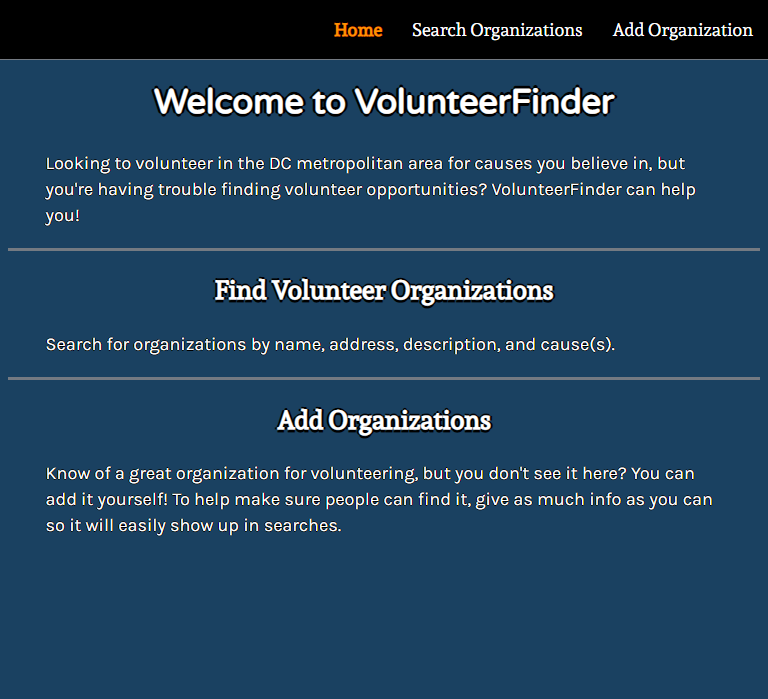 Home Search Organizations Add Organization
Welcome to VolunteerFinder
Looking to volunteer in the DC metropolitan area for causes you believe in, but
you're having trouble finding volunteer opportunities? VolunteerFinder can help
you!
Find Volunteer Organizations
Search for organizations by name, address, description, and cause(s).
Add Organizations
Know of a great organization for volunteering, but you don't see it here? You can
add it yourself! To help make sure people can find it, give as much info as you can
so it will easily show up in searches.